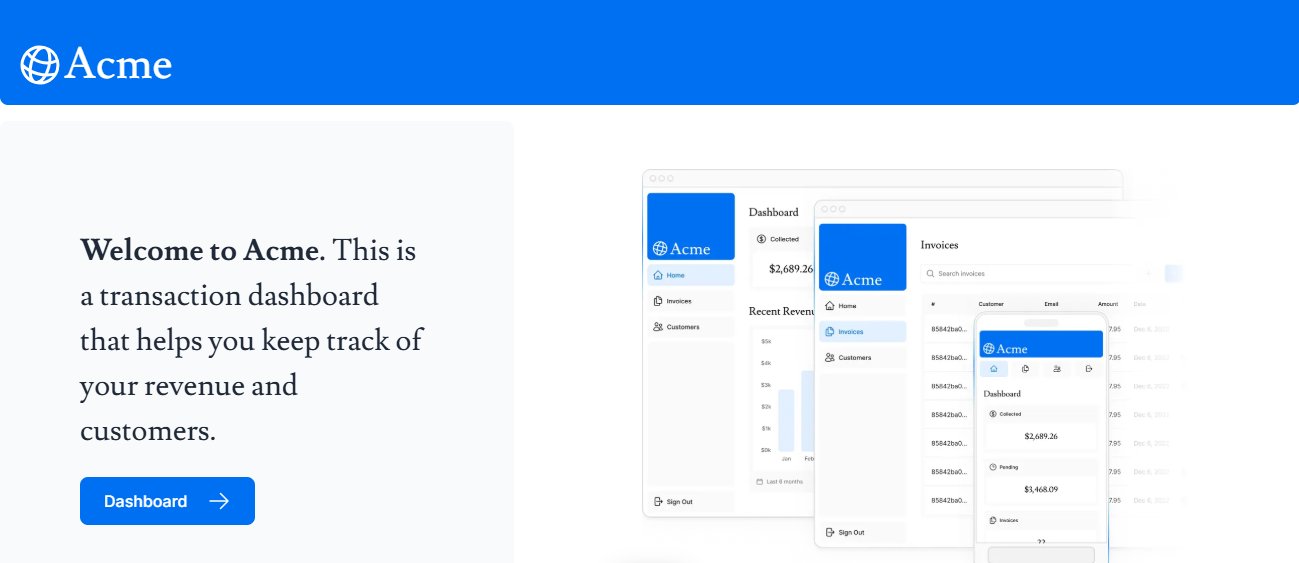 Acme
Welcome to Acme. This is
a transaction dashboard
that helps you keep track of
your revenue and
customers.
Dashboard
Acme
Home
Invoices
Customers
Sign Out
Dashboard
Collected
$2,689.26
Recent
$5k
$4k
$3k
$2k
$1k
$0k
Jan
Last 6 months
Acme
Home
Invoices
Customers
Sign Out
Invoices
Search invoices
# Customer Email Amount Date
85842ba0... 7.95 Dec 6, 2022
85842ba0... 7.95 Dec 6, 2022
85842ba0... 7.95 Dec 6, 2022
85842ba0... 7.95 Dec 6, 2022
85842ba0... 7.95 Dec 6, 2022
85842ba0... 7.95 Dec 6, 2022
85842ba0... 7.95 Dec 6, 2022
Acme
Dashboard
Collected
$2,689.26
Pending
$3,468.09
Invoices
22